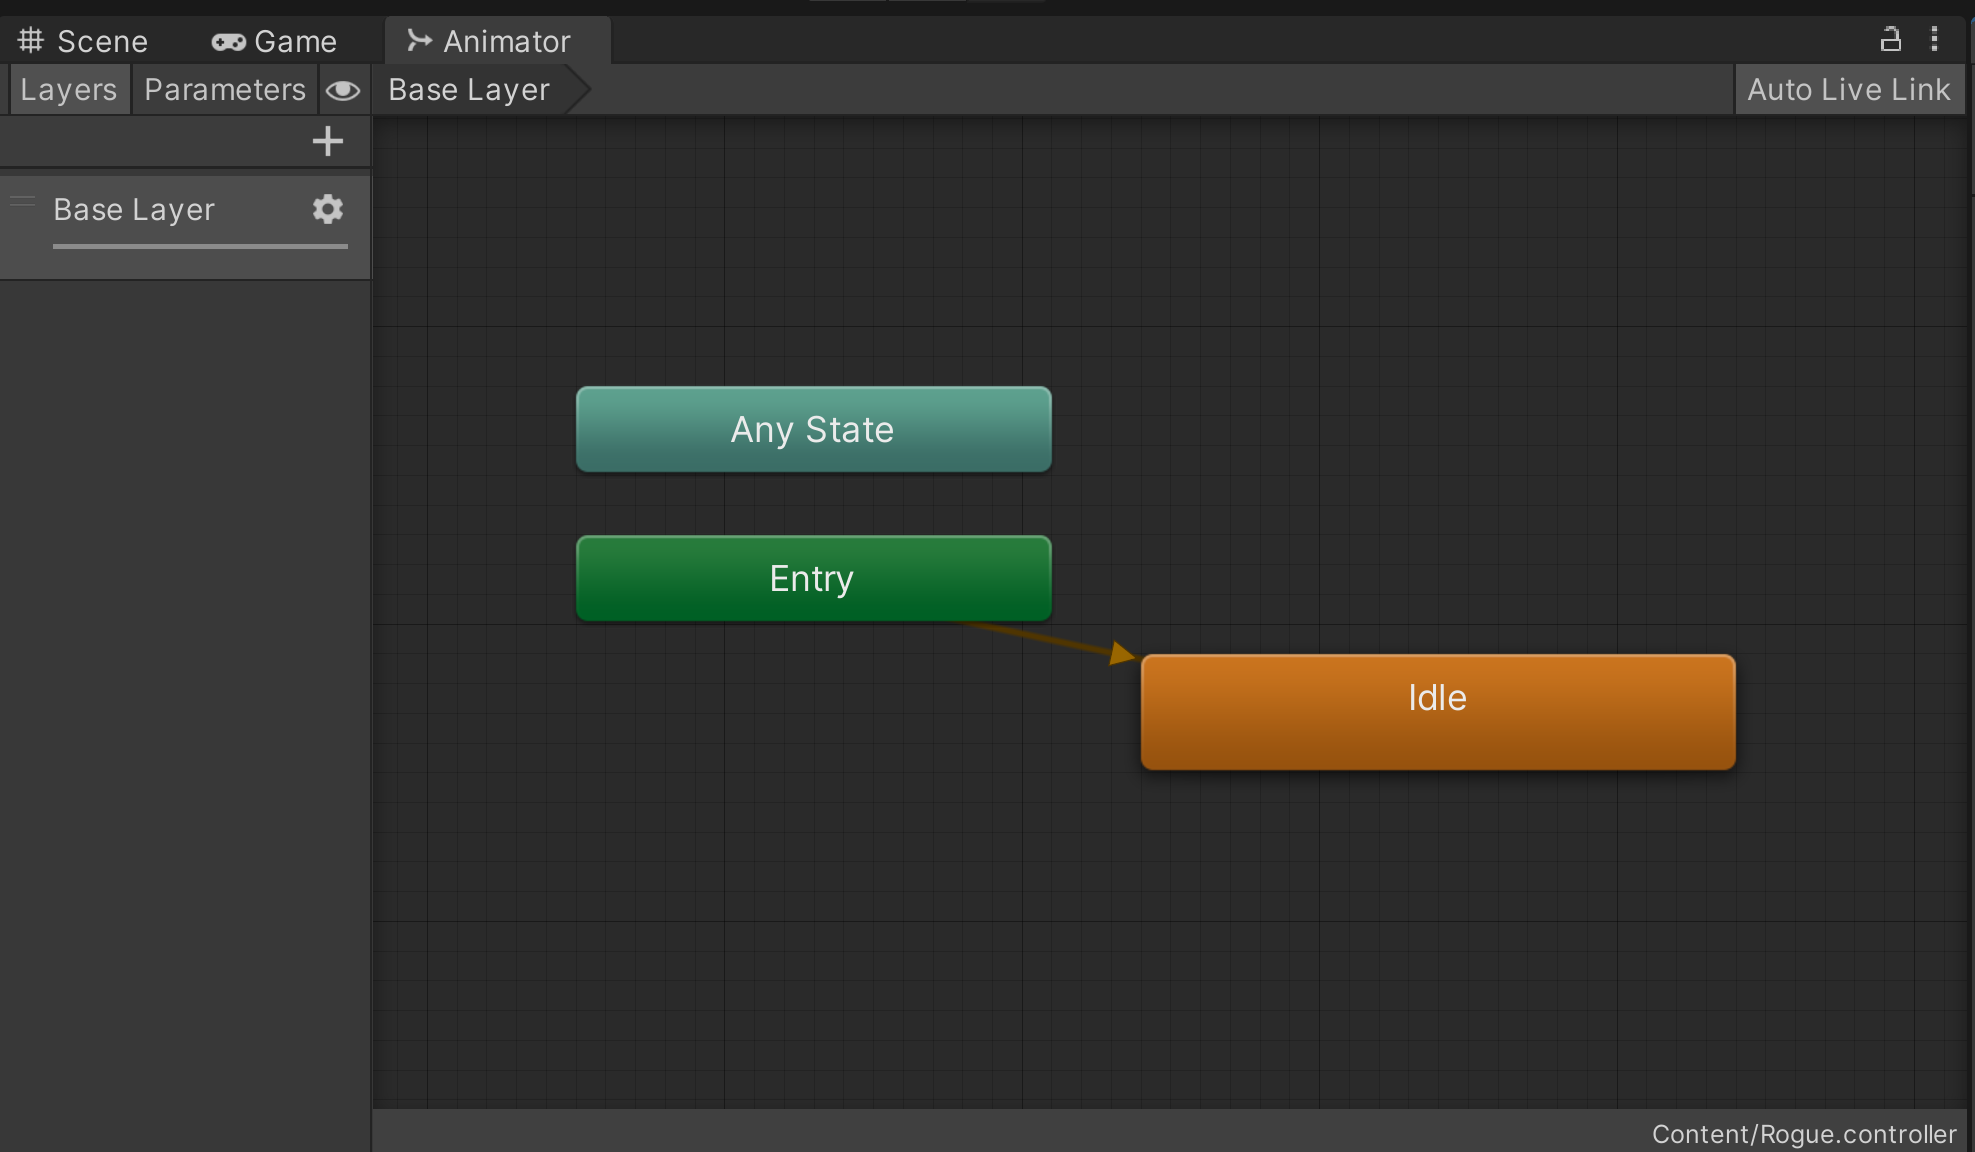 Scene Game Animator
Layers Parameters Base Layer Auto Live Link
Base Layer
Any State
Entry
Idle
Content/Rogue.controller